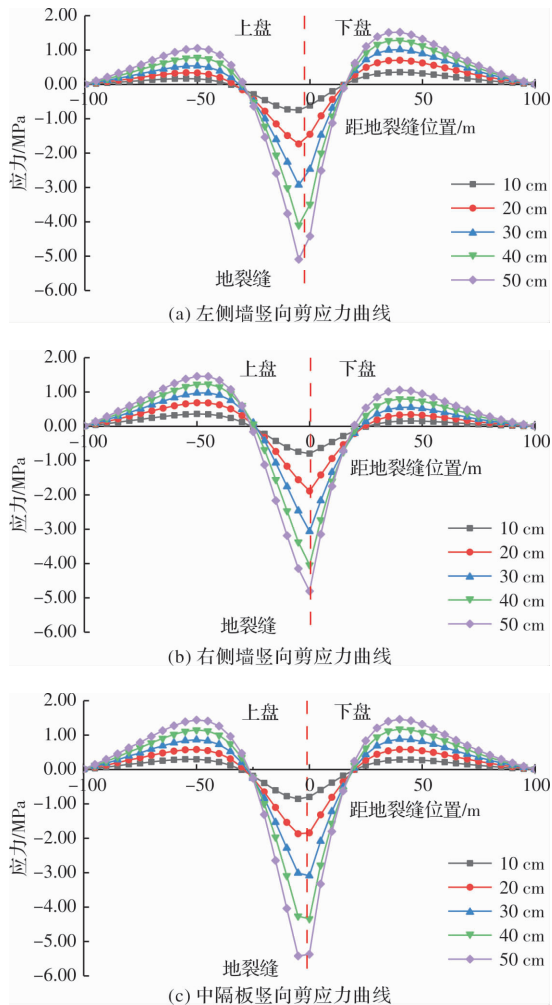 2.00
上盘
下盘
1.00
0.00
-100
-50
0
50
100
-1.00
距地裂缝位置/m
应力/MPa
-2.00
-3.00
10 cm
20 cm
-4.00
30 cm
-5.00
40 cm
地裂缝
50 cm
-6.00
(a) 左侧墙竖向剪应力曲线
2.00
上盘
下盘
1.00
0.00
-100
-50
0
50
100
-1.00
距地裂缝位置/m
应力/MPa
-2.00
-3.00
10 cm
20 cm
-4.00
30 cm
-5.00
40 cm
地裂缝
50 cm
-6.00
(b) 右侧墙竖向剪应力曲线
2.00
上盘
下盘
1.00
0.00
-100
-50
0
50
100
-1.00
距地裂缝位置/m
应力/MPa
-2.00
-3.00
10 cm
20 cm
-4.00
30 cm
-5.00
40 cm
地裂缝
50 cm
-6.00
(c) 中隔板竖向剪应力曲线